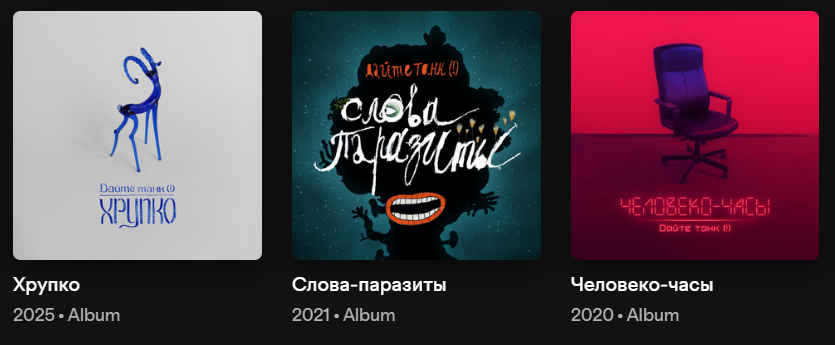 Дайте танк (!)
ХРУПКО
дайте танк (!)
слова
паразиты
ЧЕЛОВЕКО-ЧАСЫ
Дайте танк (!)
Хрупко
2025 • Album
Слова-паразиты
2021 • Album
Человеко-часы
2020 • Album